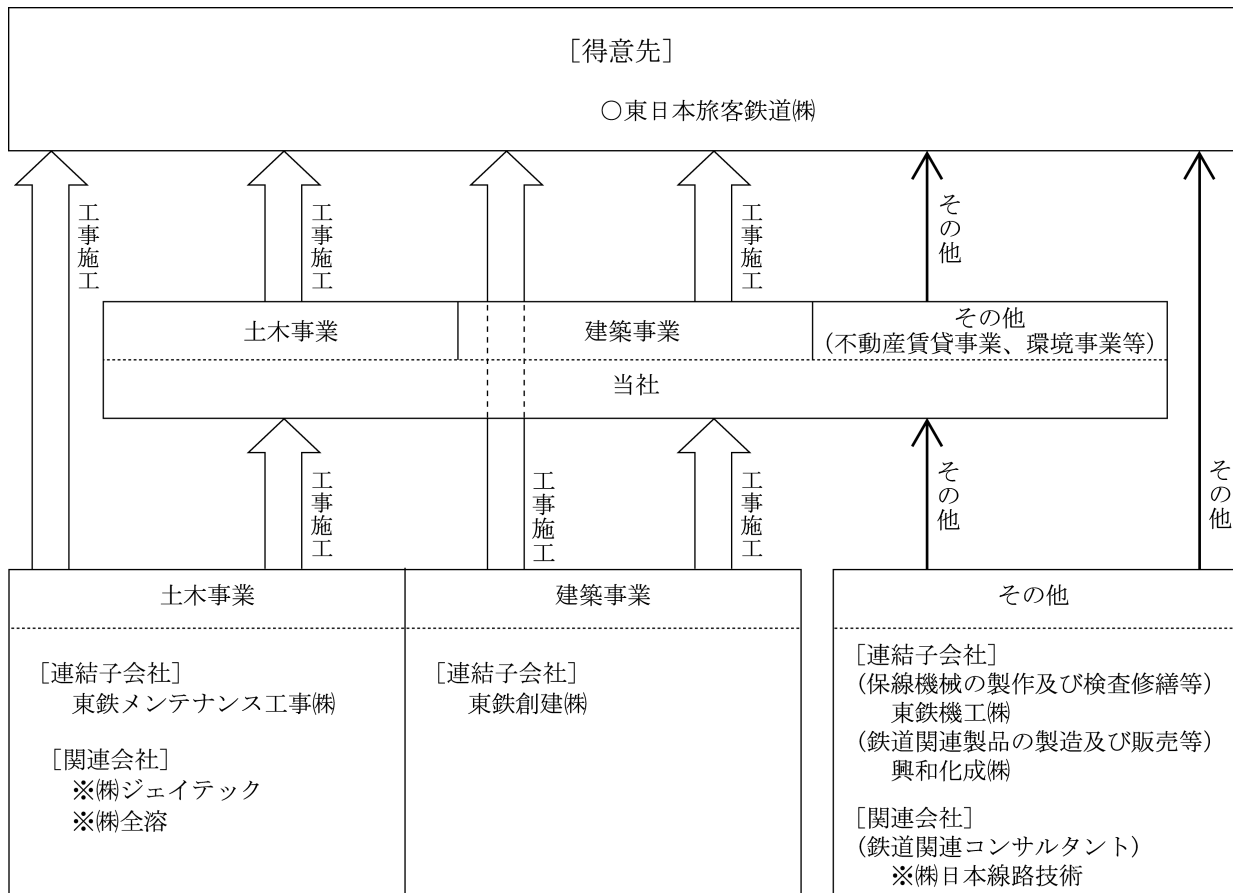 ［得意先］
○東日本旅客鉄道㈱
工事施工
工事施工
工事施工
その他
土木事業
建築事業
その他
(不動産賃貸事業、環境事業等)
当社
工事施工
工事施工
工事施工
その他
その他
土木事業
建築事業
その他
［連結子会社］
東鉄メンテナンス工事㈱
［関連会社］
※㈱ジェイテック
※㈱全溶
［連結子会社］
東鉄創建㈱
［連結子会社］
(保線機械の製作及び検査修繕等)
東鉄機工㈱
(鉄道関連製品の製造及び販売等)
興和化成㈱
［関連会社］
(鉄道関連コンサルタント)
※㈱日本線路技術